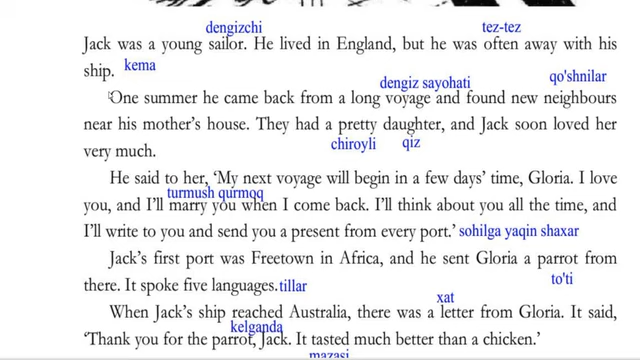 dengizchi tez-tez
Jack was a young sailor. He lived in England, but he was often away with his
ship. kema
dengiz sayohati qo'shnilar
One summer he came back from a long voyage and found new neighbours
near his mother's house. They had a pretty daughter, and Jack soon loved her
chiroyli qiz
very much.
He said to her, 'My next voyage will begin in a few days' time, Gloria. I love
turmush qurmoq
you, and I'll marry you when I come back. I'll think about you all the time, and
I'll write to you and send you a present from every port.' sohilga yaqin shaxar
Jack's first port was Freetown in Africa, and he sent Gloria a parrot from
to'ti
there. It spoke five languages. tillar
xat
When Jack's ship reached Australia, there was a letter from Gloria. It said,
kelganda
'Thank you for the parrot, Jack. It tasted much better than a chicken.'
mazasi